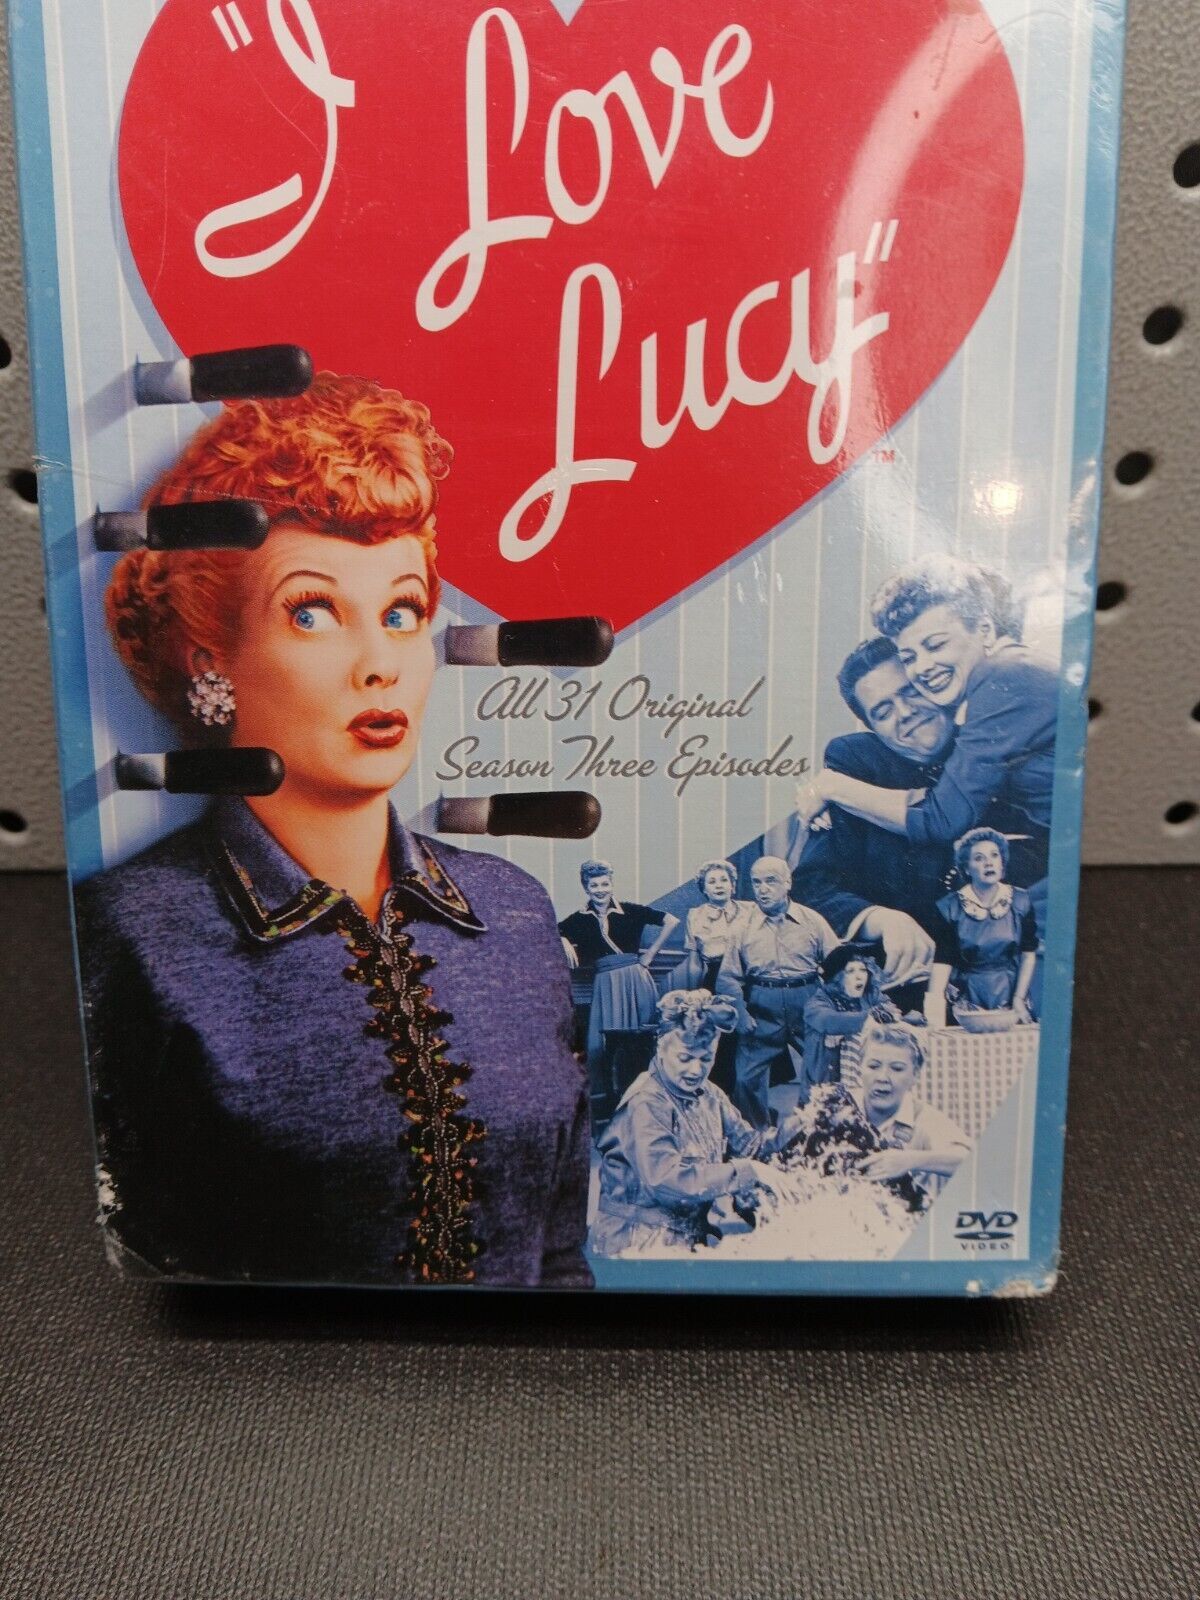 "I Love
Lucy"
TM
All 31 Original
Season Three Episodes
DVD
VIDEO